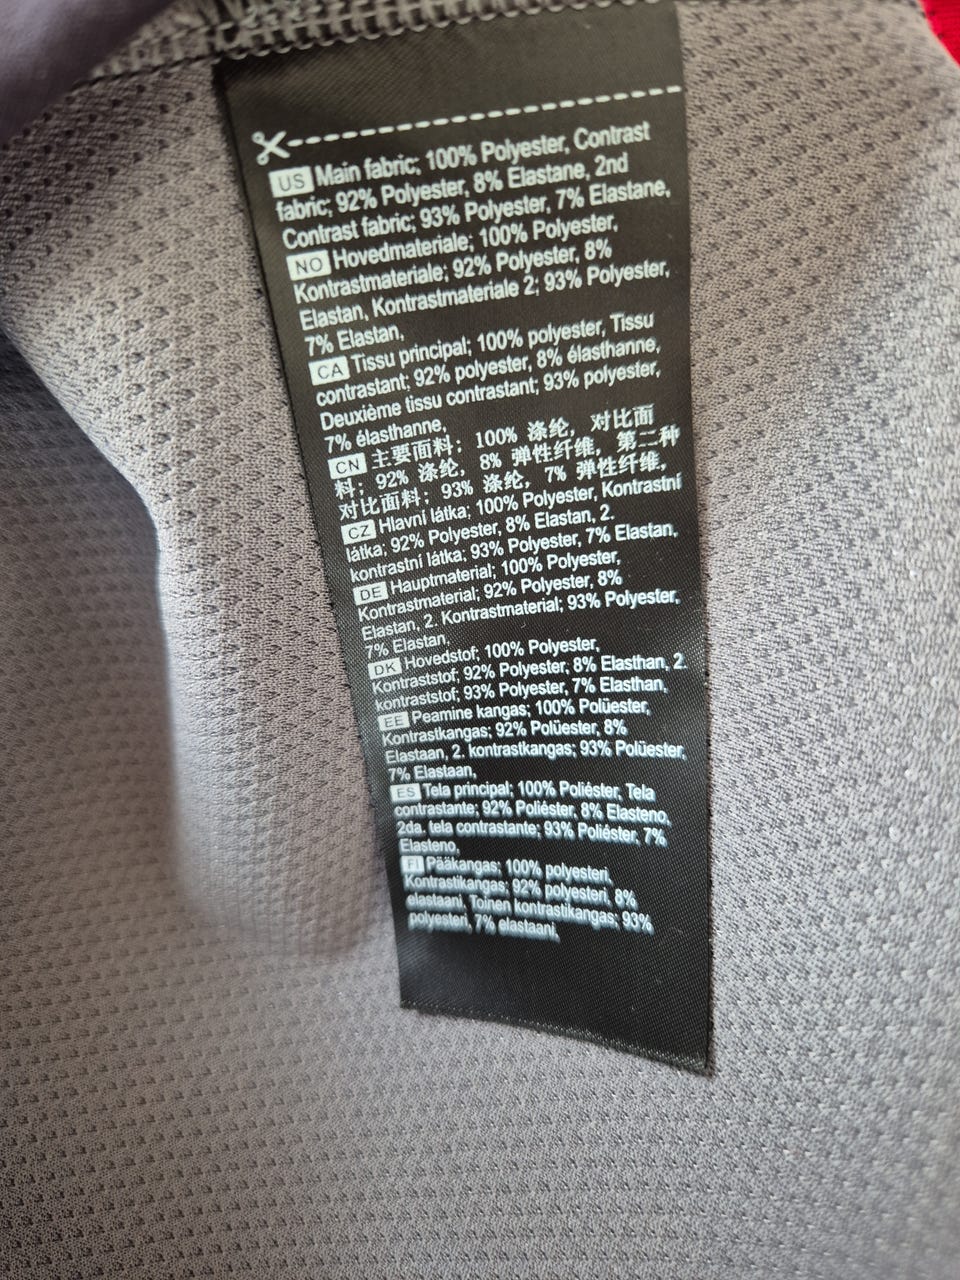 US Main fabric; 100% Polyester, Contrast
fabric; 92% Polyester, 8% Elastane, 2nd
Contrast fabric; 93% Polyester, 7% Elastane,
NO Hovedmateriale; 100% Polyester,
Kontrastmateriale; 92% Polyester, 8%
Elastan, Kontrastmateriale 2; 93% Polyester,
7% Elastan,
CA Tissu principal; 100% polyester, Tissu
contrastant; 92% polyester, 8% élasthanne,
Deuxième tissu contrastant; 93% polyester,
7% élasthanne,
CN 主要面料; 100% 涤纶, 对比面
料; 92% 涤纶, 8% 弹性纤维, 第二种
对比面料; 93% 涤纶, 7% 弹性纤维,
CZ Hlavní látka; 100% Polyester, Kontrastní
látka; 92% Polyester, 8% Elastan, 2.
kontrastní látka; 93% Polyester, 7% Elastan,
DE Hauptmaterial; 100% Polyester,
Kontrastmaterial; 92% Polyester, 8%
Elastan, 2. Kontrastmaterial; 93% Polyester,
7% Elastan,
DK Hovedstof; 100% Polyester,
Kontraststof; 92% Polyester, 8% Elasthan, 2.
kontraststof; 93% Polyester, 7% Elasthan,
EE Peamine kangas; 100% Polüester,
Kontrastkangas; 92% Polüester, 8%
Elastaan, 2. kontrastkangas; 93% Polüester,
7% Elastaan,
ES Tela principal; 100% Poliéster, Tela
contrastante; 92% Poliéster, 8% Elasteno,
2da. tela contrastante; 93% Poliéster, 7%
Elasteno,
FI Pääkangas; 100% polyesteri,
Kontrastikangas; 92% polyesteri, 8%
elastaani, Toinen kontrastikangas; 93%
polyesteri, 7% elastaani,